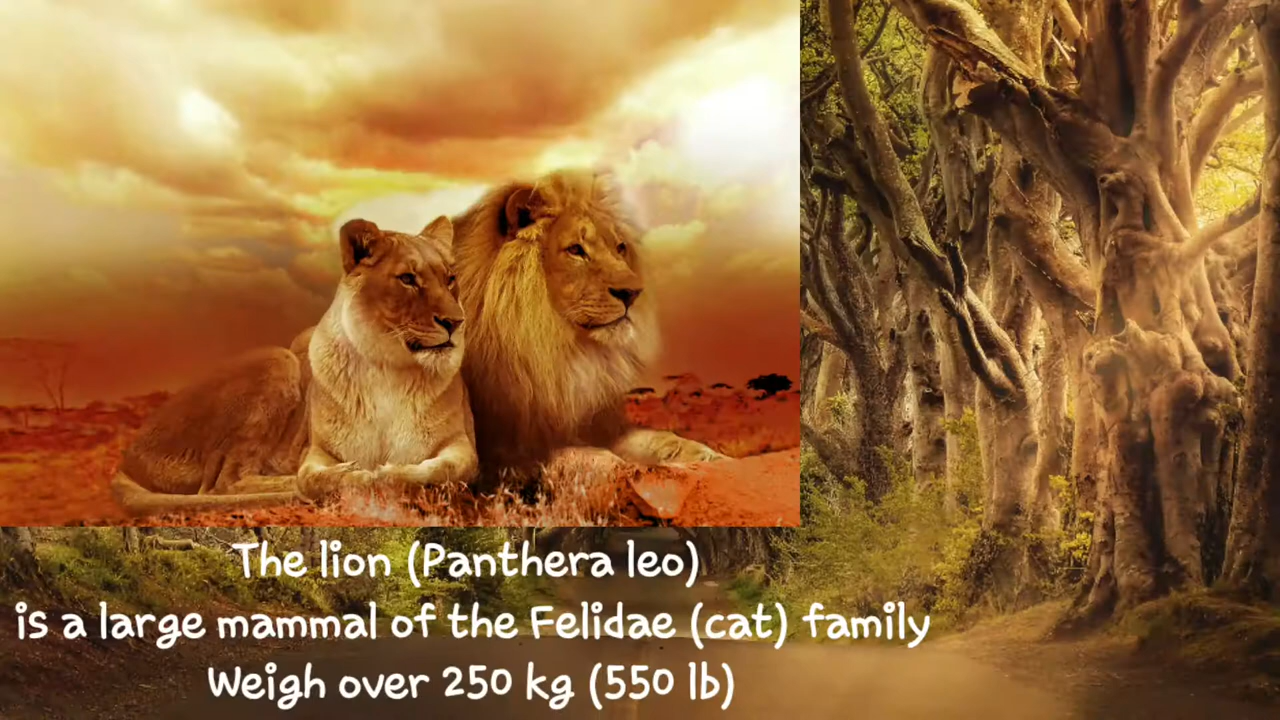 The lion (Panthera leo)
is a large mammal of the Felidae (cat) family
Weigh over 250 kg (550 lb)